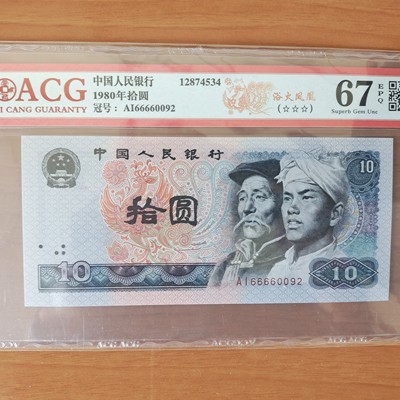 ACG
CANG GUARANTY
中国人民银行 12874534
1980年拾圆
冠号: AI66660092
浴火凤凰
(☆☆☆)
67 EPQ
Superb Gem Unc
中国人民银行
10
拾圆
10
AI66660092
10